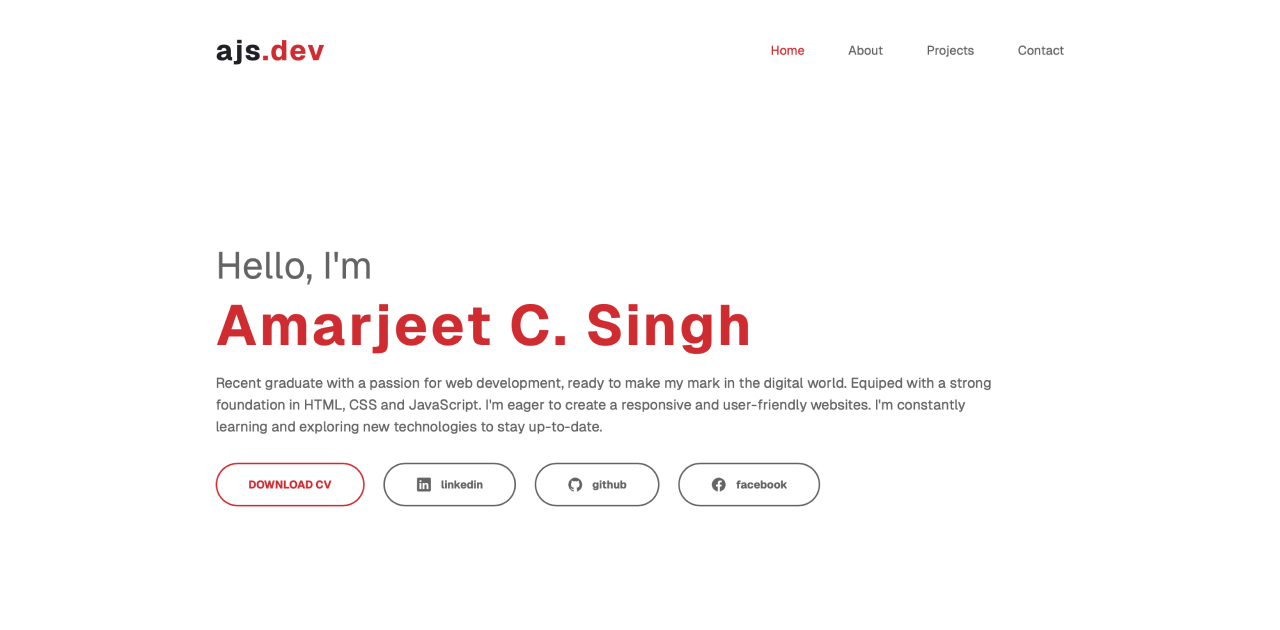 ajs.dev
Home About Projects Contact
Hello, I'm
Amarjeet C. Singh
Recent graduate with a passion for web development, ready to make my mark in the digital world. Equiped with a strong
foundation in HTML, CSS and JavaScript. I'm eager to create a responsive and user-friendly websites. I'm constantly
learning and exploring new technologies to stay up-to-date.
DOWNLOAD CV linkedin github facebook